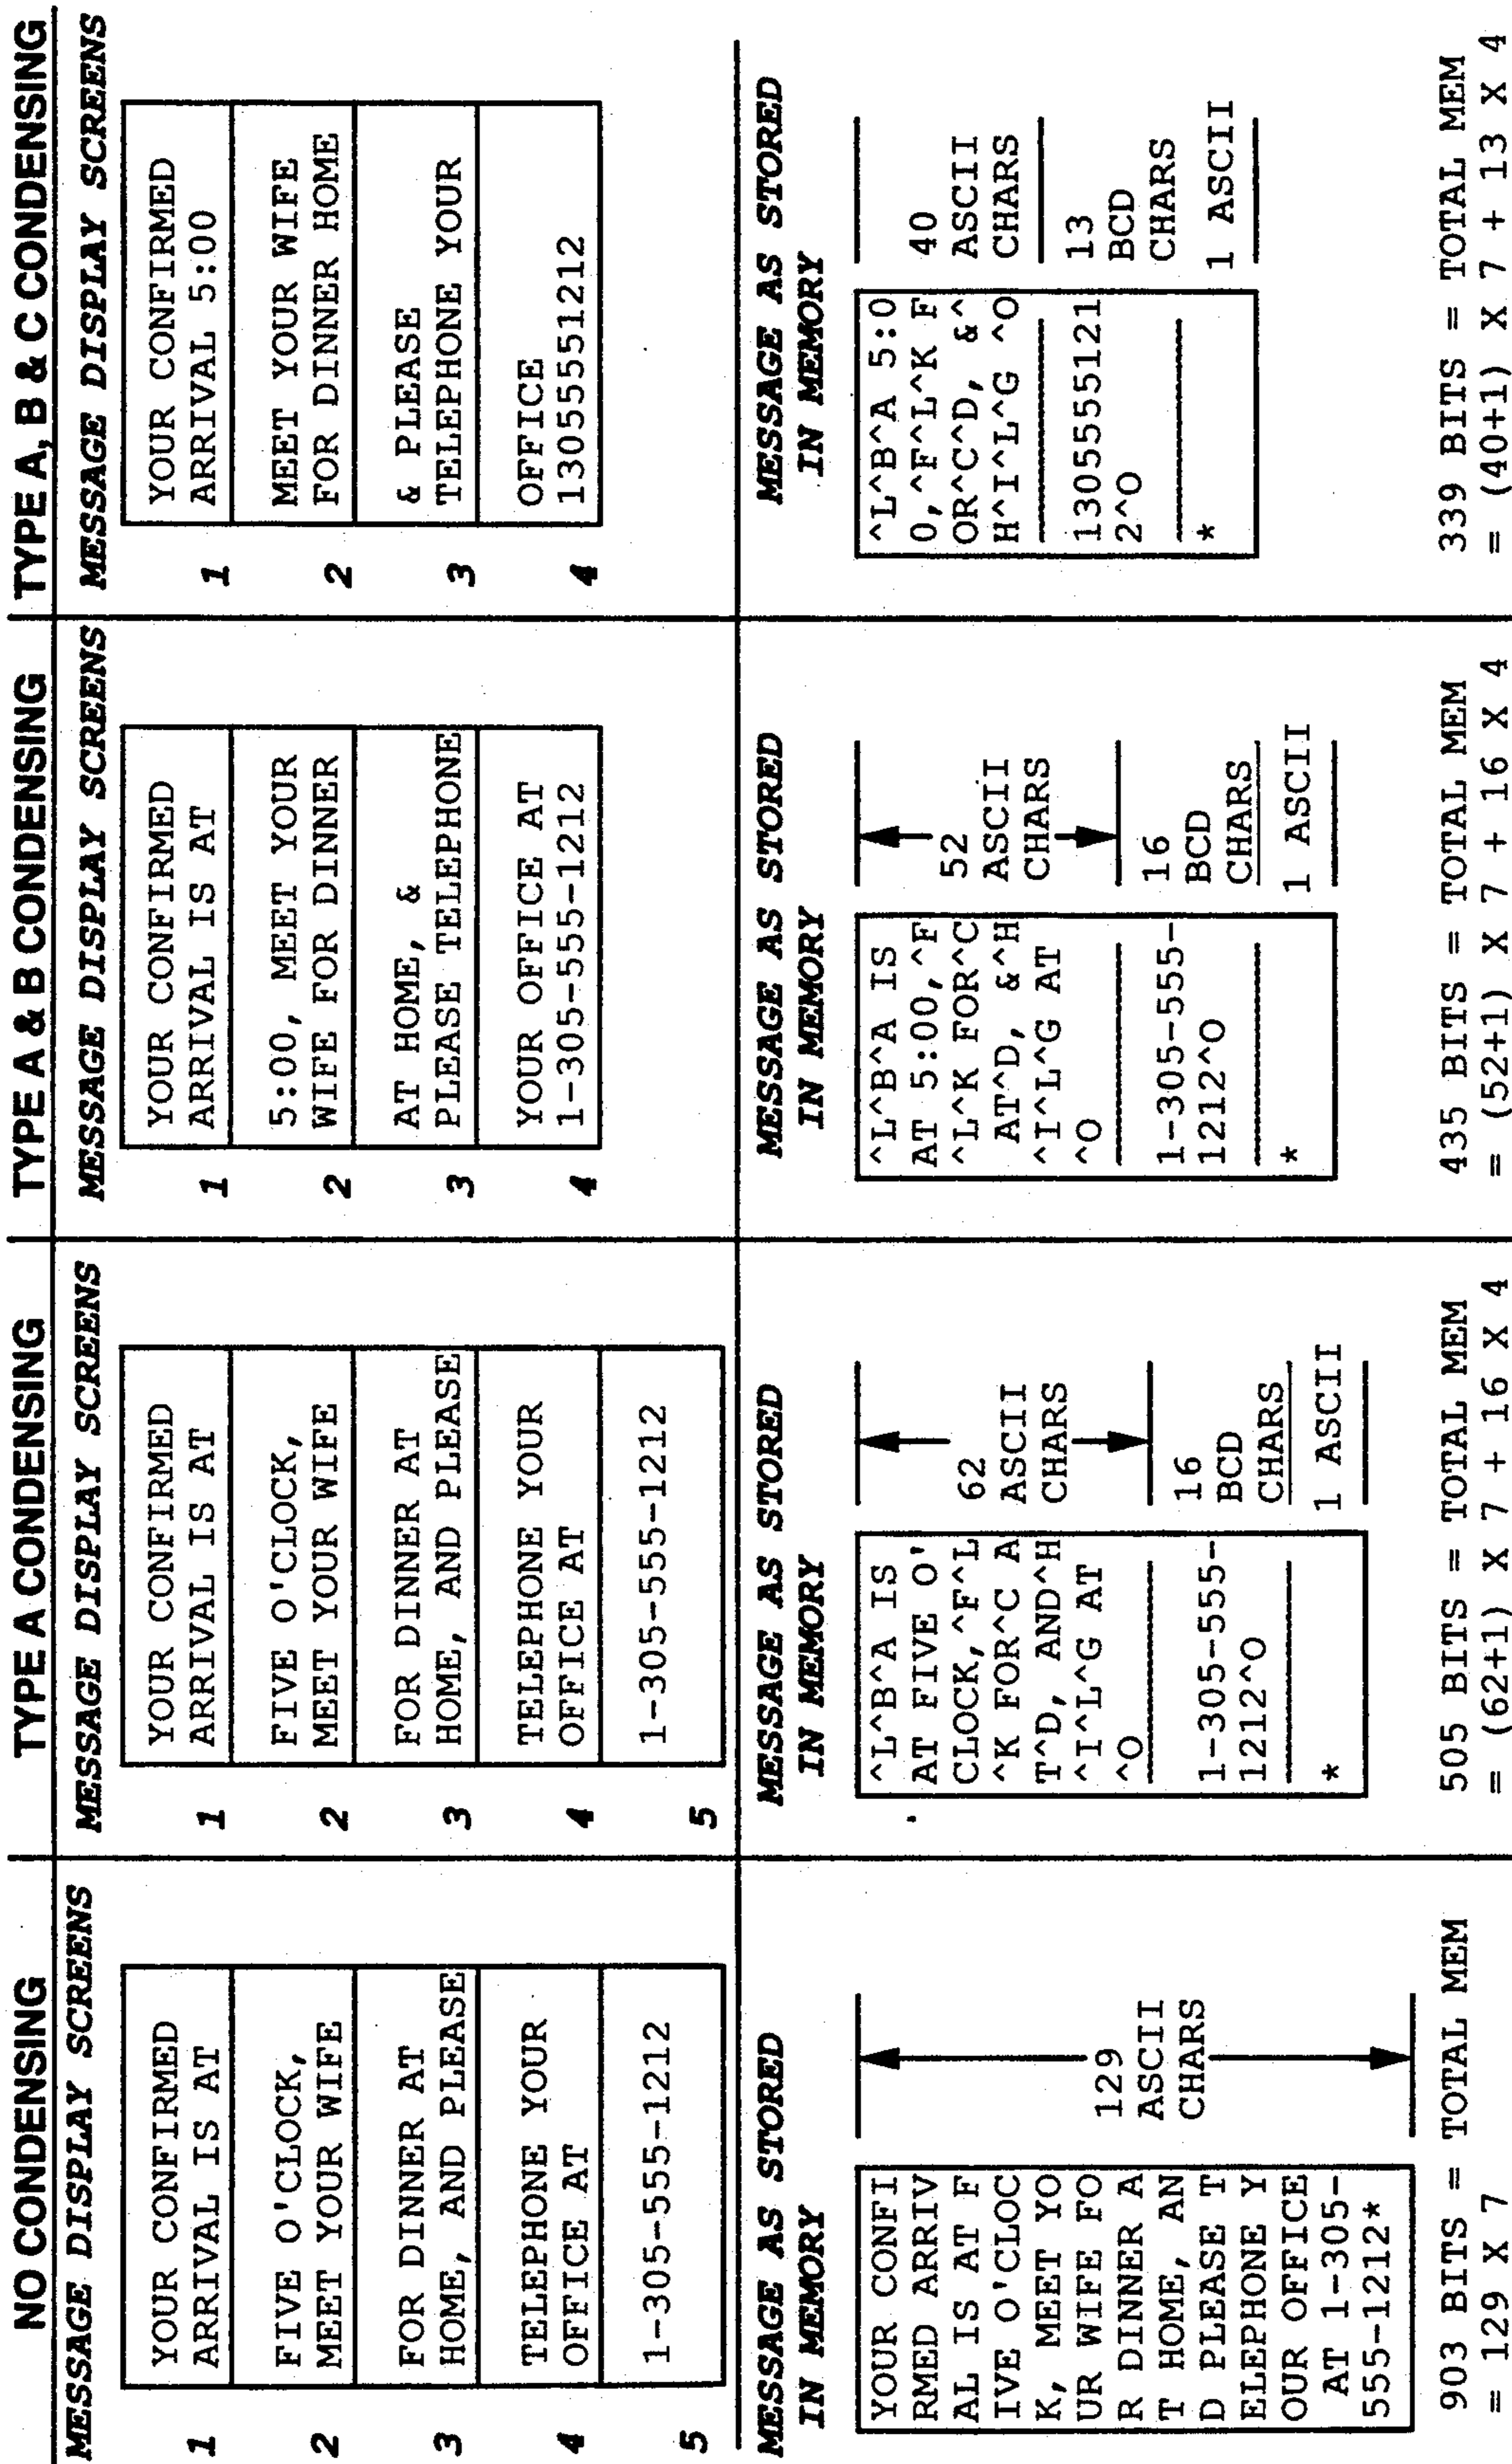 NO CONDENSING
MESSAGE DISPLAY SCREENS
1
YOUR CONFIRMED
ARRIVAL IS AT
2
FIVE O'CLOCK,
MEET YOUR WIFE
3
FOR DINNER AT
HOME, AND PLEASE
4
TELEPHONE YOUR
OFFICE AT
5
1-305-555-1212
MESSAGE AS STORED
IN MEMORY
YOUR CONFI
RMED ARRIV
AL IS AT F
IVE O'CLOC
K, MEET YO
UR WIFE FO
R DINNER A
T HOME, AN
D PLEASE T
ELEPHONE Y
OUR OFFICE
AT 1-305-
555-1212*
129
ASCII
CHARS
903 BITS = TOTAL MEM
= 129 X 7
TYPE A CONDENSING
MESSAGE DISPLAY SCREENS
1
YOUR CONFIRMED
ARRIVAL IS AT
2
FIVE O'CLOCK,
MEET YOUR WIFE
3
FOR DINNER AT
HOME, AND PLEASE
4
TELEPHONE YOUR
OFFICE AT
5
1-305-555-1212
MESSAGE AS STORED
IN MEMORY
^L^B^A IS
AT FIVE O'
CLOCK,^F^L
^K FOR^C A
T^D, AND^H
^I^L^G AT
^O
1-305-555-
1212^O
*
62
ASCII
CHARS
16
BCD
CHARS
1 ASCII
505 BITS = TOTAL MEM
= (62+1) X 7 + 16 X 4
TYPE A & B CONDENSING
MESSAGE DISPLAY SCREENS
1
YOUR CONFIRMED
ARRIVAL IS AT
2
5:00, MEET YOUR
WIFE FOR DINNER
3
AT HOME, &
PLEASE TELEPHONE
4
YOUR OFFICE AT
1-305-555-1212
MESSAGE AS STORED
IN MEMORY
^L^B^A IS
AT 5:00,^F
^L^K FOR^C
AT^D, &^H
^I^L^G AT
^O
1-305-555-
1212^O
*
52
ASCII
CHARS
16
BCD
CHARS
1 ASCII
435 BITS = TOTAL MEM
= (52+1) X 7 + 16 X 4
TYPE A, B & C CONDENSING
MESSAGE DISPLAY SCREENS
1
YOUR CONFIRMED
ARRIVAL 5:00
2
MEET YOUR WIFE
FOR DINNER HOME
3
& PLEASE
TELEPHONE YOUR
4
OFFICE
13055551212
MESSAGE AS STORED
IN MEMORY
^L^B^A 5:0
0,^F^L^K F
OR^C^D, &^
H^I^L^G ^O
1305555121
2^O
*
40
ASCII
CHARS
13
BCD
CHARS
1 ASCII
339 BITS = TOTAL MEM
= (40+1) X 7 + 13 X 4